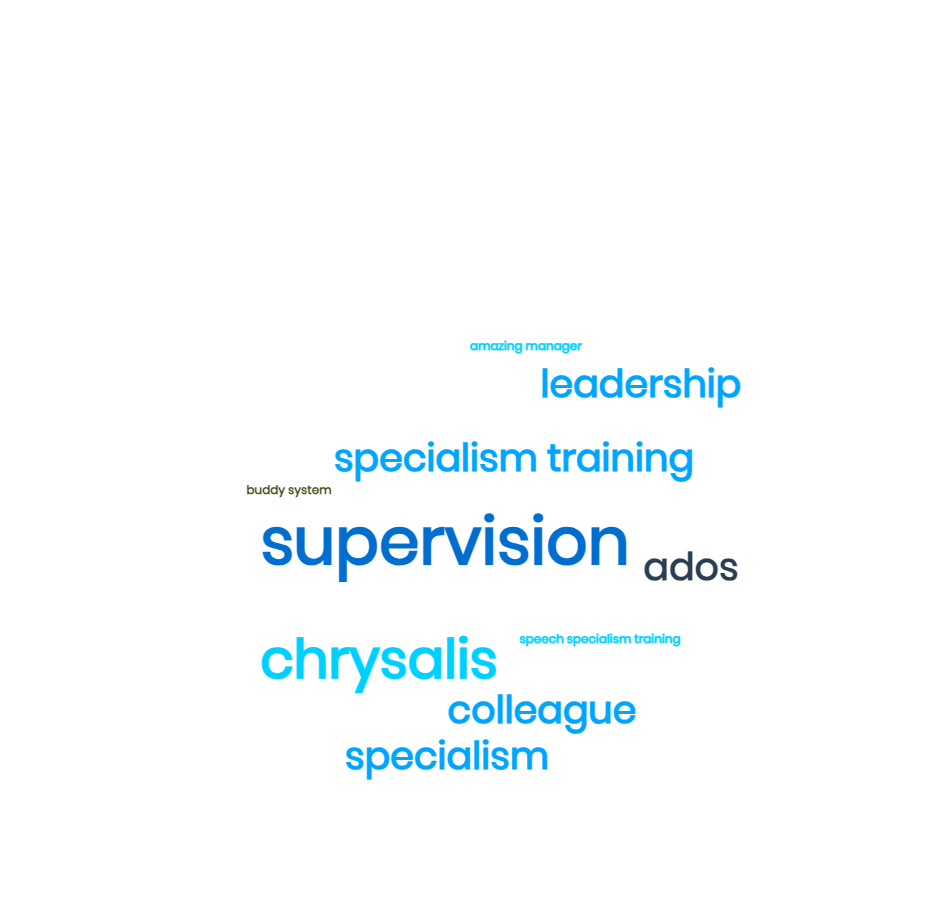 amazing manager
leadership
specialism training
buddy system
supervision
ados
speech specialism training
chrysalis
colleague
specialism